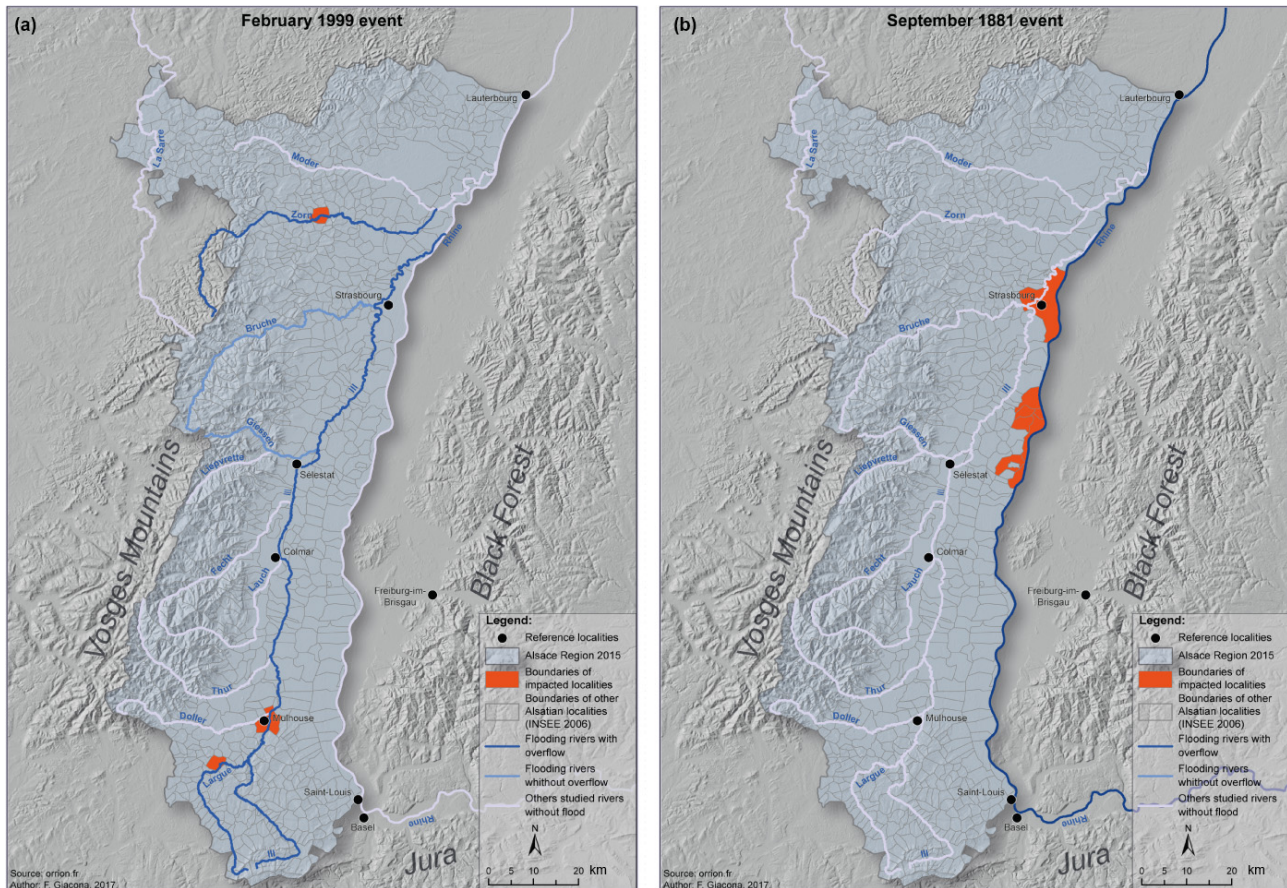 (a)
February 1999 event
Lauterbourg
La Sarre
Moder
Zorn
Rhine
Strasbourg
Bruche
Ill
Giessen
Liepvrette
Sélestat
Ill
Vosges Mountains
Black Forest
Fecht
Colmar
Lauch
Freiburg-im-
Brisgau
Thur
Doller
Mulhouse
Largue
Saint-Louis
Basel
Rhine
Ill
Jura
Legend:
Reference localities
Alsace Region 2015
Boundaries of
impacted localities
Boundaries of other
Alsatian localities
(INSEE 2006)
Flooding rivers with
overflow
Flooding rivers
whithout overflow
Others studied rivers
without flood
N
0 5 10 20 km
Source: orrion.fr
Author: F. Giacona, 2017.
(b)
September 1881 event
Lauterbourg
La Sarre
Moder
Zorn
Rhine
Strasbourg
Bruche
Ill
Giessen
Liepvrette
Sélestat
Ill
Vosges Mountains
Black Forest
Fecht
Colmar
Lauch
Freiburg-im-
Brisgau
Thur
Doller
Mulhouse
Largue
Saint-Louis
Basel
Rhine
Ill
Jura
Legend:
Reference localities
Alsace Region 2015
Boundaries of
impacted localities
Boundaries of other
Alsatian localities
(INSEE 2006)
Flooding rivers with
overflow
Flooding rivers
whithout overflow
Others studied rivers
without flood
N
0 5 10 20 km
Source: orrion.fr
Author: F. Giacona, 2017.